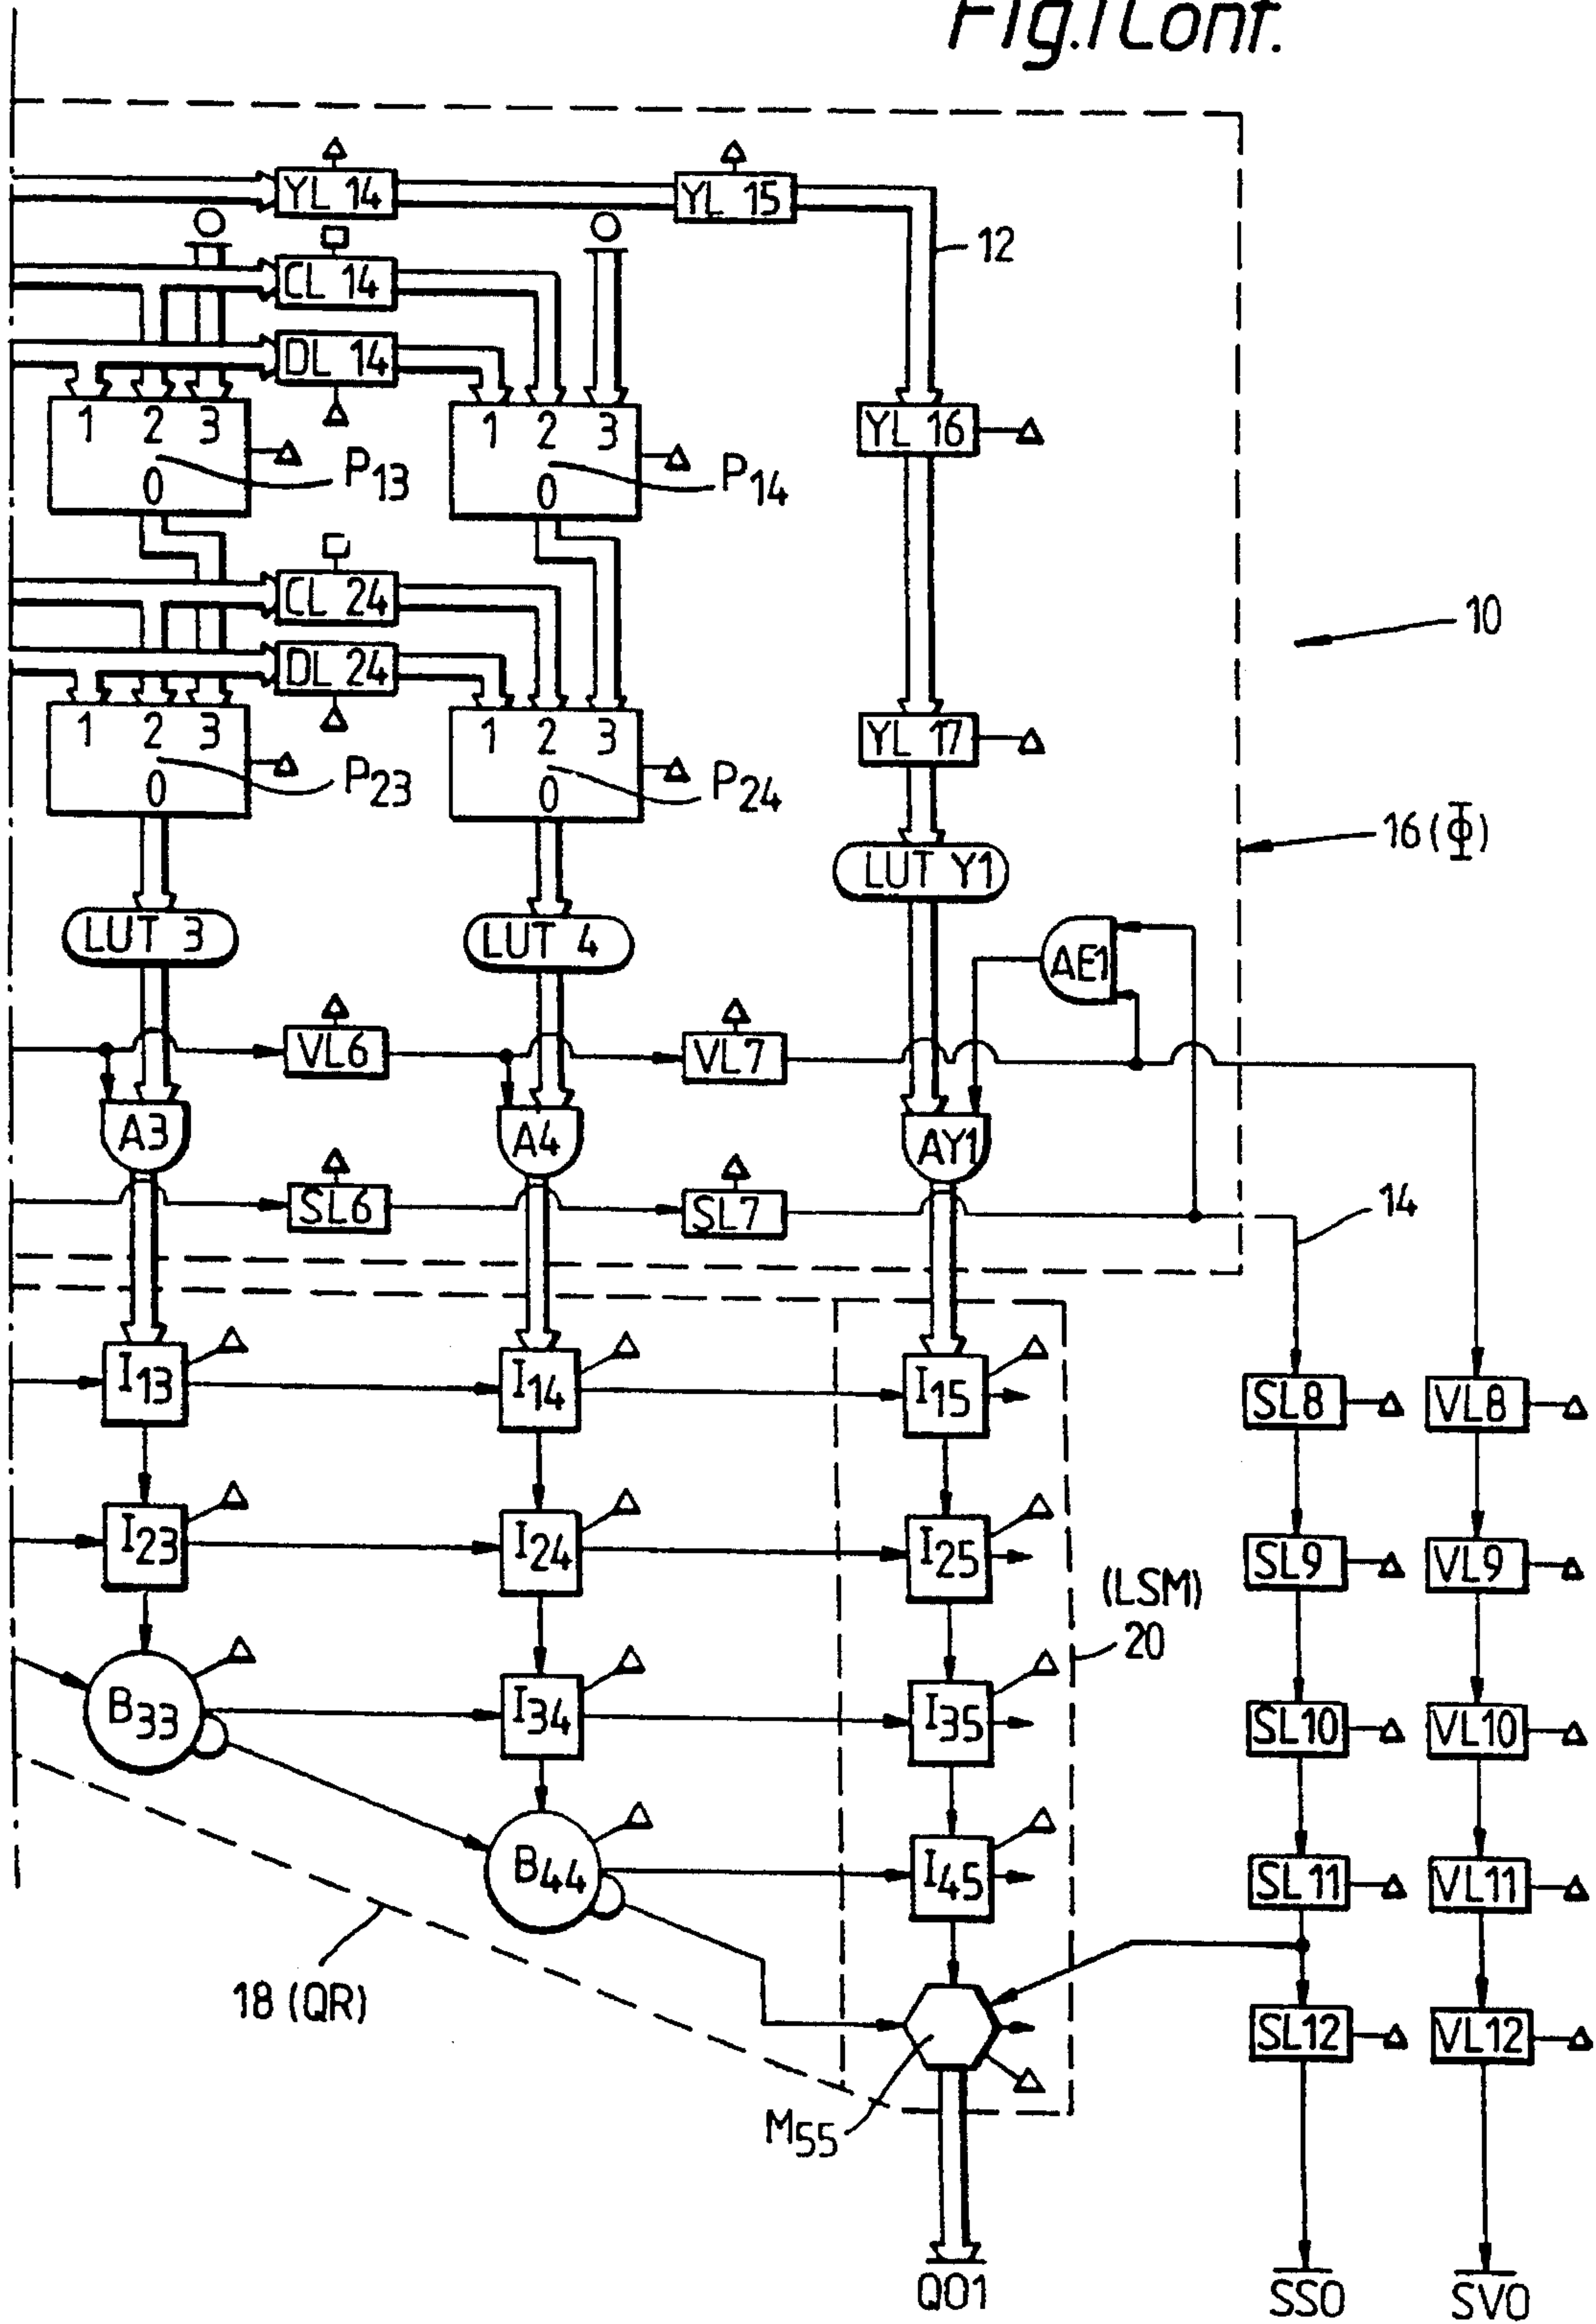 Fig.1 Cont.
YL 14
YL 15
12
CL 14
DL 14
1 2 3
0
P13
1 2 3
0
P14
YL 16
CL 24
DL 24
10
1 2 3
0
P23
1 2 3
0
P24
YL 17
16 (Φ)
LUT Y1
LUT 3
LUT 4
AE1
VL6
VL7
A3
A4
AY1
SL6
SL7
14
I13
I14
I15
SL8
VL8
I23
I24
I25
SL9
VL9
(LSM)
20
B33
I34
I35
SL10
VL10
B44
I45
SL11
VL11
18 (QR)
SL12
VL12
M55
Q01
SSO
SVO